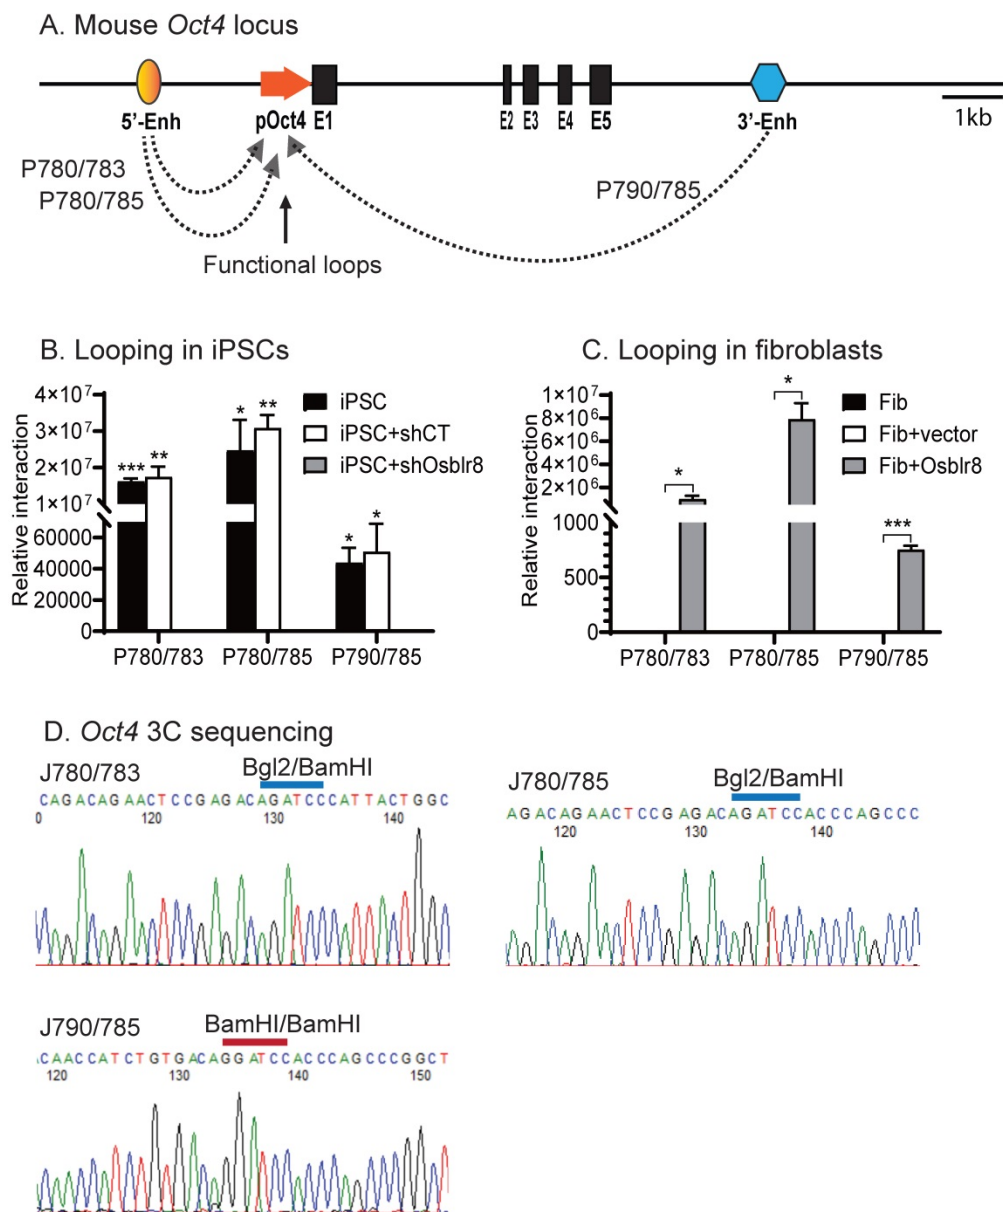 A. Mouse Oct4 locus
5'-Enh
pOct4
E1
E2
E3
E4
E5
3'-Enh
1kb
P780/783
P780/785
P790/785
Functional loops
B. Looping in iPSCs
Relative interaction
4×10⁷
3×10⁷
2×10⁷
1×10⁷
60000
40000
20000
0
***
**
*
**
*
*
iPSC
iPSC+shCT
iPSC+shOsblr8
P780/783
P780/785
P790/785
C. Looping in fibroblasts
Relative interaction
1×10⁷
8×10⁶
6×10⁶
4×10⁶
2×10⁶
1000
500
0
*
*
***
Fib
Fib+vector
Fib+Osblr8
P780/783
P780/785
P790/785
D. Oct4 3C sequencing
J780/783
Bgl2/BamHI
CAGACAGAACTCCGAGACAGATCCCATTACTGGC
0 120 130 140
J780/785
Bgl2/BamHI
AGACAGAACTCCGAGACAGATCCACCCAGCCC
120 130 140
J790/785
BamHI/BamHI
CAACCATCTGTGACAGGATCCACCCAGCCCGGCT
120 130 140 150